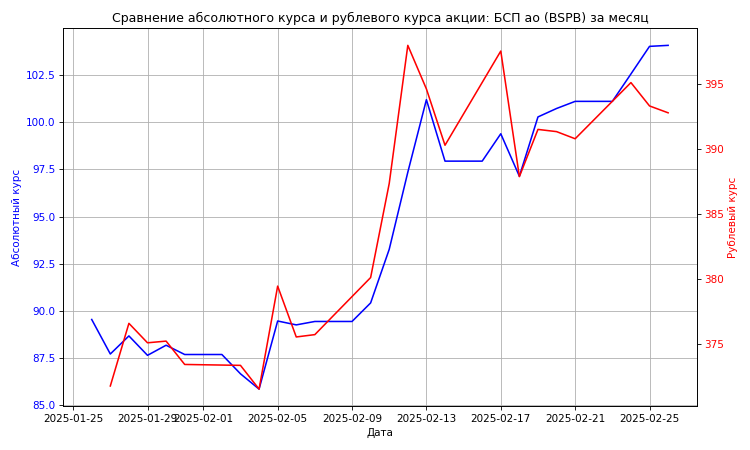 Сравнение абсолютного курса и рублевого курса акции: БСП ао (BSPB) за месяц
Абсолютный курс
102.5
100.0
97.5
95.0
92.5
90.0
87.5
85.0
395
390
385
380
375
Рублевый курс
2025-01-25 2025-01-29 2025-02-01 2025-02-05 2025-02-09 2025-02-13 2025-02-17 2025-02-21 2025-02-25
Дата